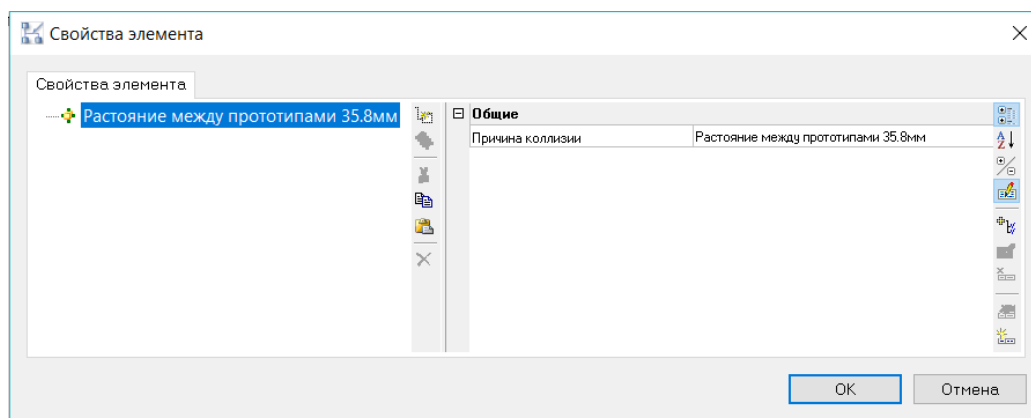 Свойства элемента
Свойства элемента
Растояние между прототипами 35.8мм
Общие
Причина коллизии Растояние между прототипами 35.8мм
OK Отмена